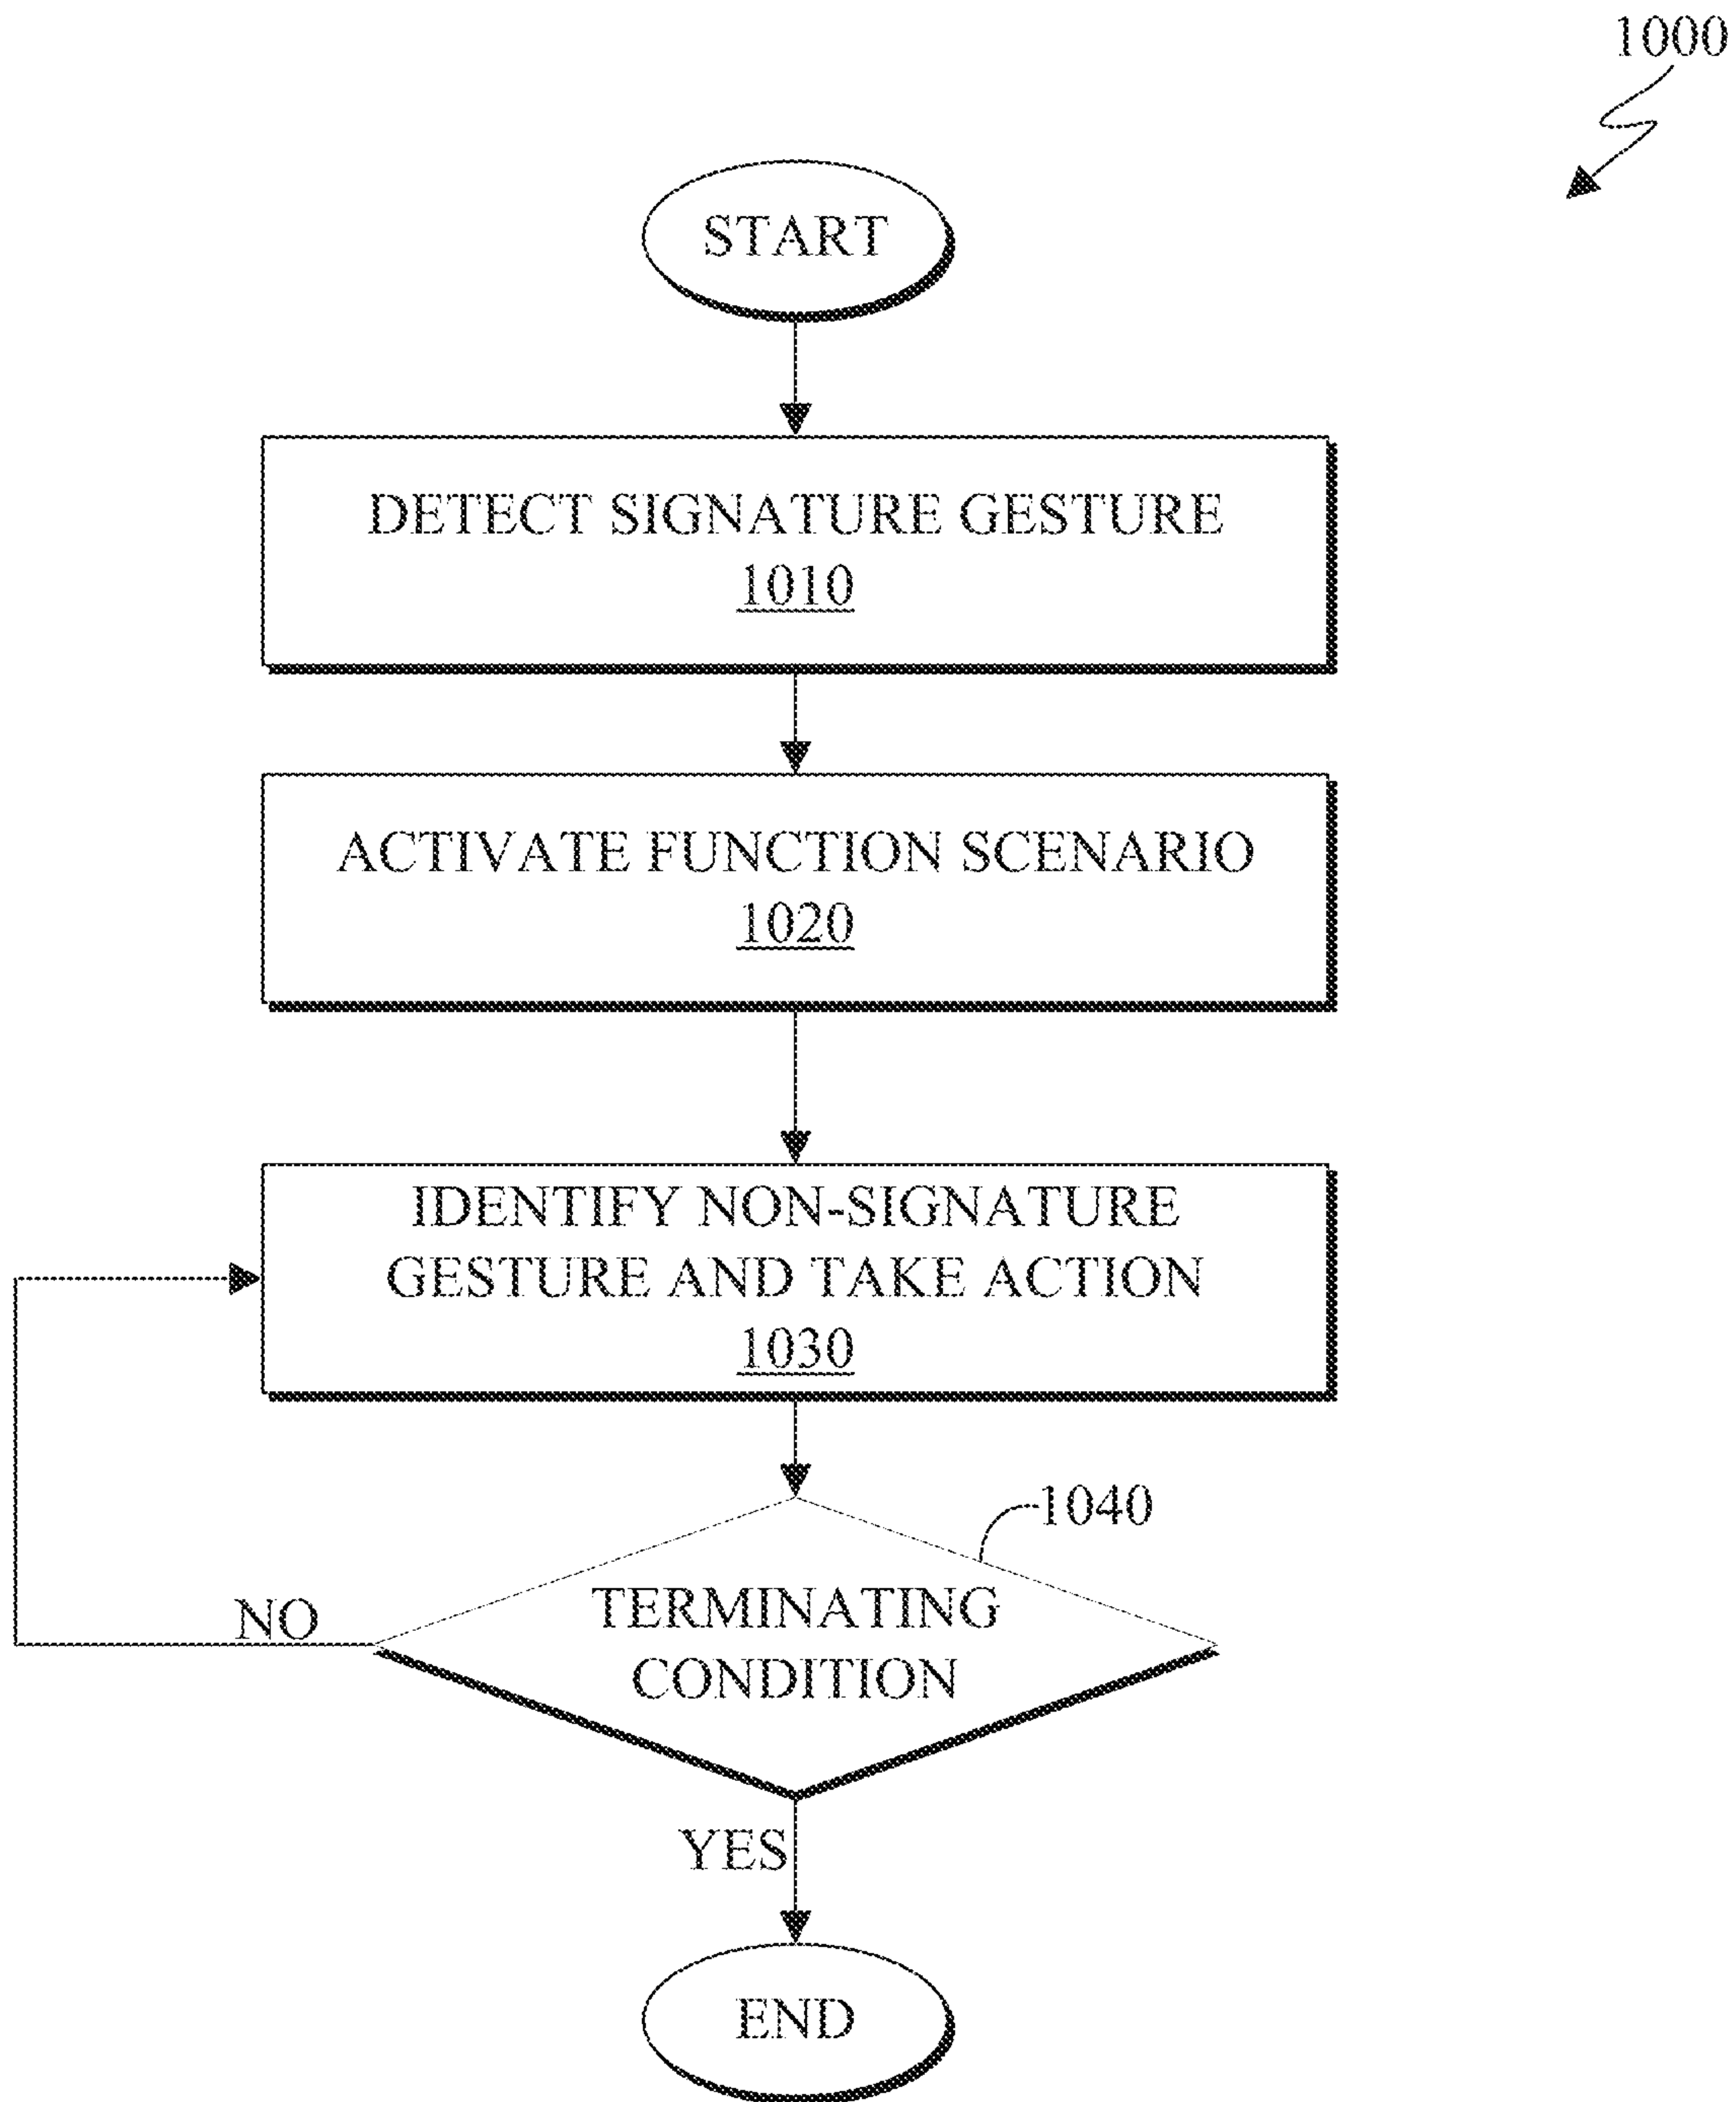 1000
START
DETECT SIGNATURE GESTURE
1010
ACTIVATE FUNCTION SCENARIO
1020
IDENTIFY NON-SIGNATURE
GESTURE AND TAKE ACTION
1030
1040
TERMINATING
CONDITION
NO
YES
END